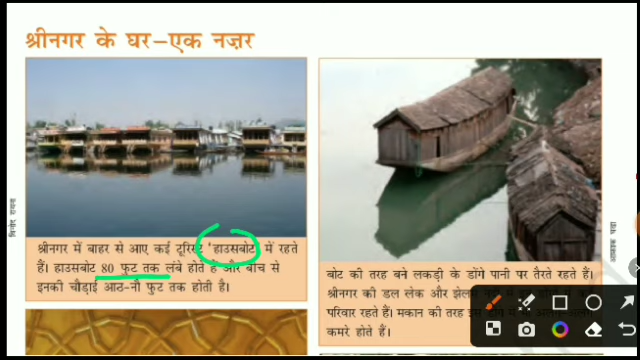 श्रीनगर के घर–एक नज़र
श्रीनगर में बाहर से आए कई टूरिस्ट 'हाउसबोट' में रहते
हैं। हाउसबोट 80 फुट तक लंबे होते हैं और बीच से
इनकी चौड़ाई आठ-नौ फुट तक होती है।
बोट की तरह बने लकड़ी के डोंगे पानी पर तैरते रहते हैं।
श्रीनगर की डल लेक और झेलम
परिवार रहते हैं। मकान की तरह
कमरे होते हैं।